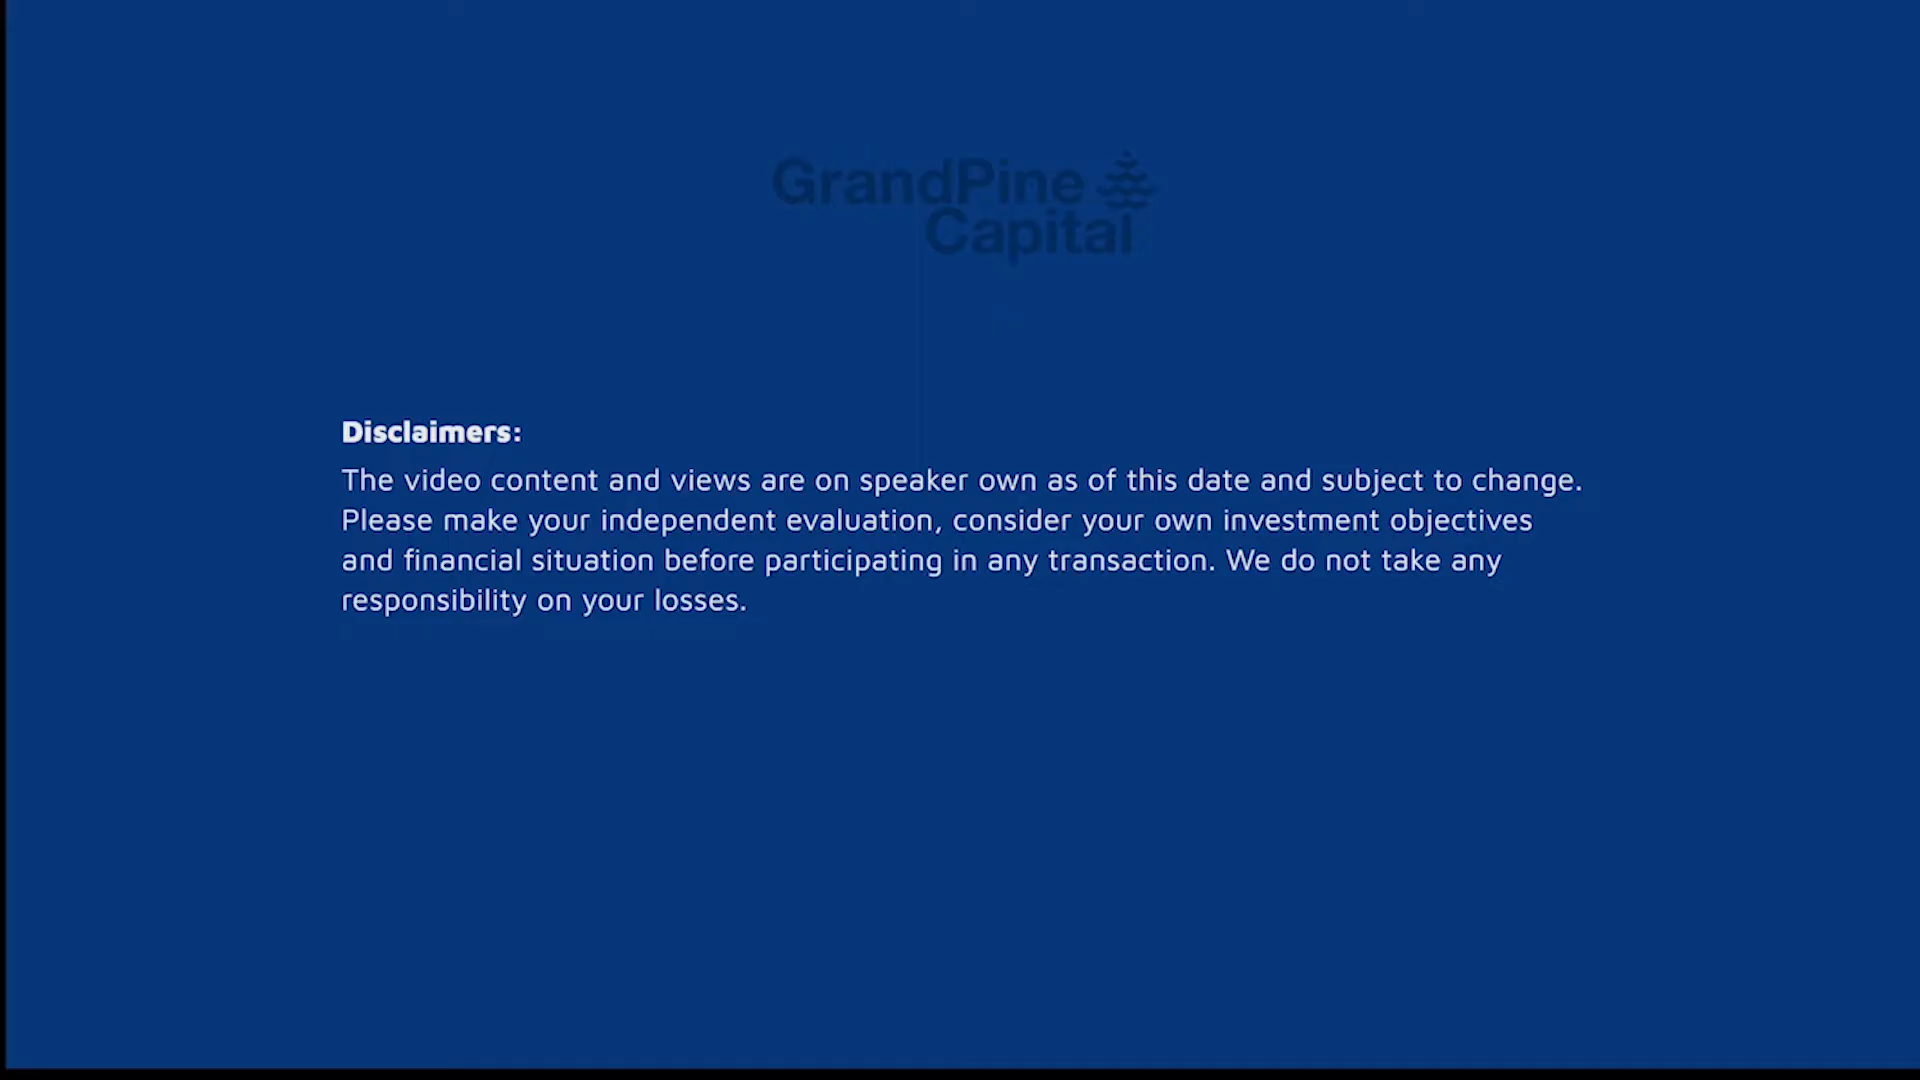 GrandPine
Capital
Disclaimers:
The video content and views are on speaker own as of this date and subject to change.
Please make your independent evaluation, consider your own investment objectives
and financial situation before participating in any transaction. We do not take any
responsibility on your losses.